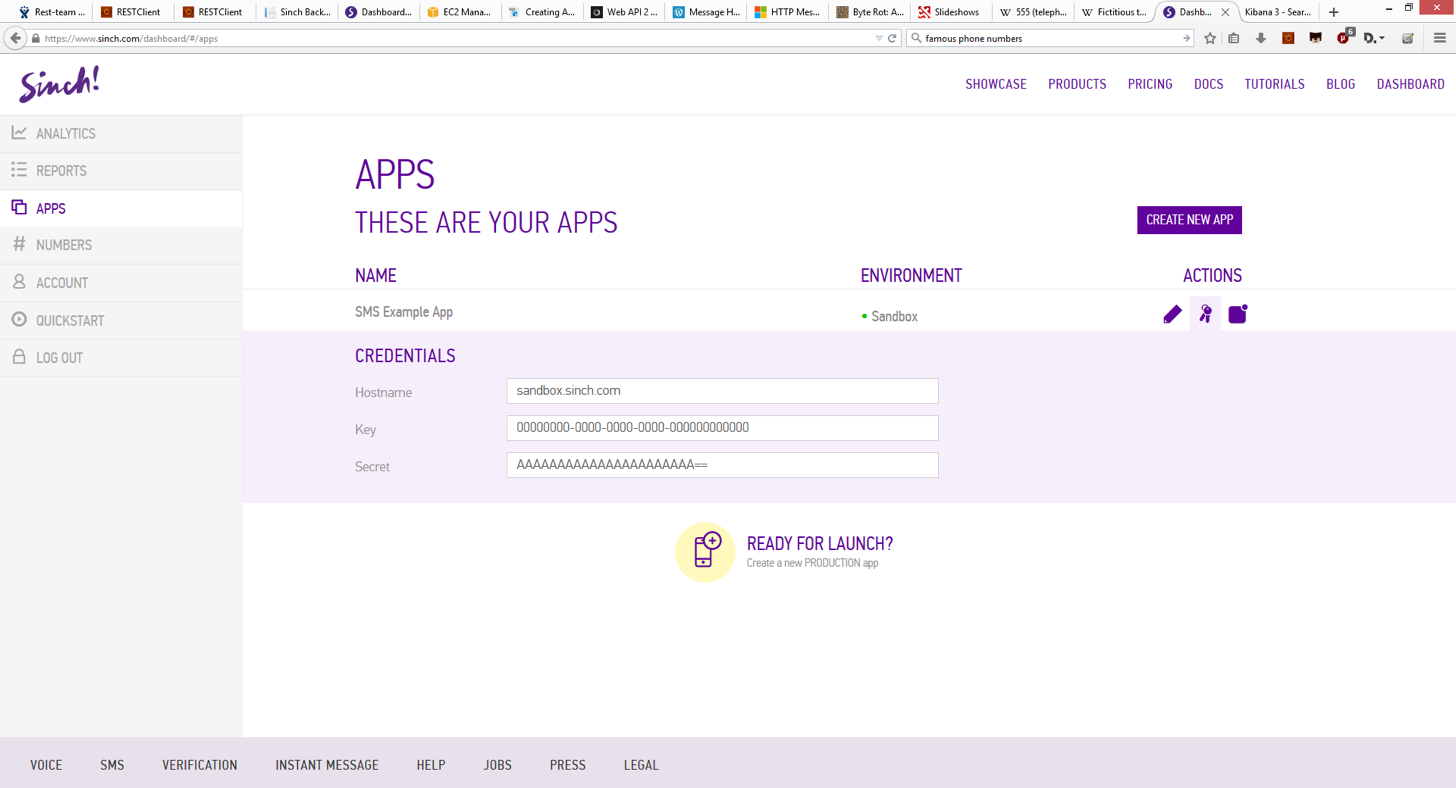 Rest-team ... RESTClient RESTClient Sinch Back... Dashboard... EC2 Mana... Creating A... Web API 2 ... Message H... HTTP Mes... Byte Rot: A... Slideshows 555 (teleph... Fictitious t... Dashb... Kibana 3 - Sear...
https://www.sinch.com/dashboard/#/apps famous phone numbers 6 D.
Sinch! SHOWCASE PRODUCTS PRICING DOCS TUTORIALS BLOG DASHBOARD
ANALYTICS
REPORTS
APPS
NUMBERS
ACCOUNT
QUICKSTART
LOG OUT
APPS
THESE ARE YOUR APPS CREATE NEW APP
NAME ENVIRONMENT ACTIONS
SMS Example App Sandbox
CREDENTIALS
Hostname sandbox.sinch.com
Key 00000000-0000-0000-0000-000000000000
Secret AAAAAAAAAAAAAAAAAAAAAA==
READY FOR LAUNCH?
Create a new PRODUCTION app
VOICE SMS VERIFICATION INSTANT MESSAGE HELP JOBS PRESS LEGAL